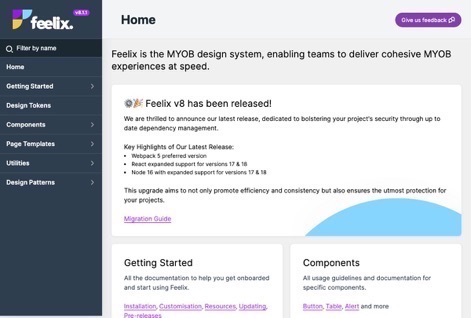 feelix.
v8.1.1
Filter by name
Home
Getting Started
Design Tokens
Components
Page Templates
Utilities
Design Patterns
Home
Give us feedback
Feelix is the MYOB design system, enabling teams to deliver cohesive MYOB
experiences at speed.
Feelix v8 has been released!
We are thrilled to announce our latest release, dedicated to bolstering your project's security through up to
date dependency management.
Key Highlights of Our Latest Release:
• Webpack 5 preferred version
• React expanded support for versions 17 & 18
• Node 16 with expanded support for versions 17 & 18
This upgrade aims to not only promote efficiency and consistency but also ensures the utmost protection for
your projects.
Migration Guide
Getting Started
All the documentation to help you get onboarded
and start using Feelix.
Installation, Customisation, Resources, Updating,
Pre-releases
Components
All usage guidelines and documentation for
specific components.
Button, Table, Alert and more